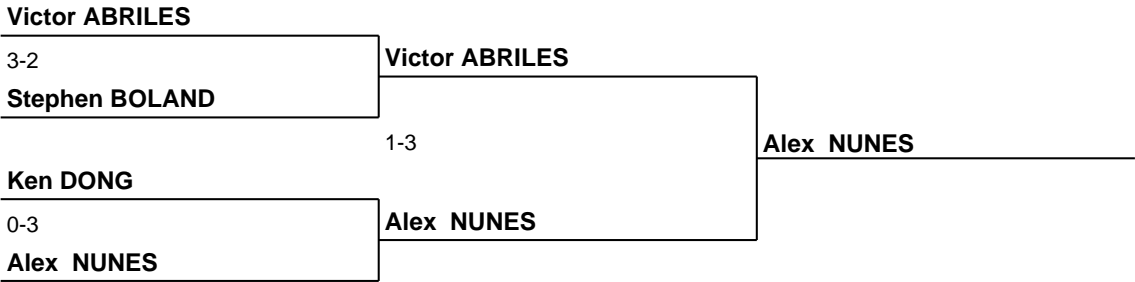 Victor ABRILES
3-2
Victor ABRILES
Stephen BOLAND
1-3
Alex  NUNES
Ken DONG
0-3
Alex  NUNES
Alex  NUNES